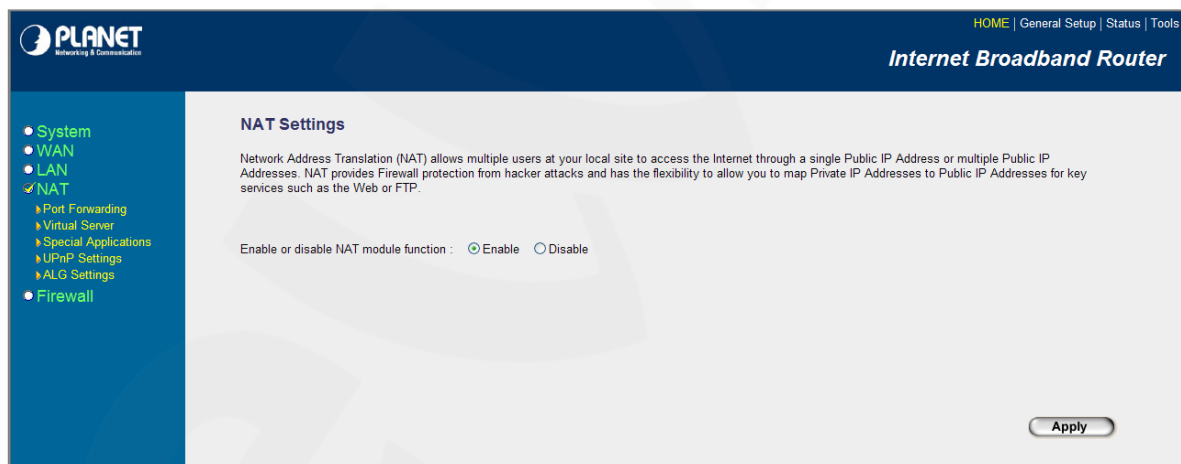 PLANET
Networking & Communication
HOME | General Setup | Status | Tools
Internet Broadband Router
System
WAN
LAN
NAT
Port Forwarding
Virtual Server
Special Applications
UPnP Settings
ALG Settings
Firewall
NAT Settings
Network Address Translation (NAT) allows multiple users at your local site to access the Internet through a single Public IP Address or multiple Public IP
Addresses. NAT provides Firewall protection from hacker attacks and has the flexibility to allow you to map Private IP Addresses to Public IP Addresses for key
services such as the Web or FTP.
Enable or disable NAT module function : Enable Disable
Apply